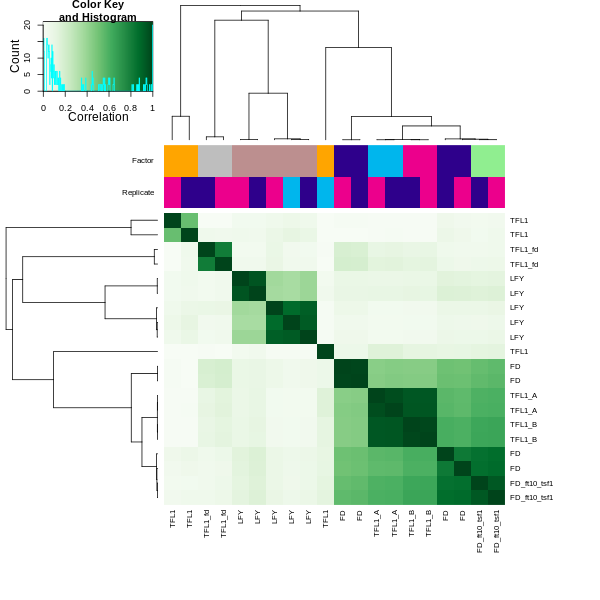 Color Key
and Histogram
Count
0 5 10 20
0 0.2 0.4 0.6 0.8 1
Correlation
Factor
Replicate
TFL1
TFL1
TFL1_fd
TFL1_fd
LFY
LFY
LFY
LFY
LFY
TFL1
FD
FD
TFL1_A
TFL1_A
TFL1_B
TFL1_B
FD
FD
FD_ft10_tsf1
FD_ft10_tsf1
TFL1
TFL1
TFL1_fd
TFL1_fd
LFY
LFY
LFY
LFY
LFY
TFL1
FD
FD
TFL1_A
TFL1_A
TFL1_B
TFL1_B
FD
FD
FD_ft10_tsf1
FD_ft10_tsf1